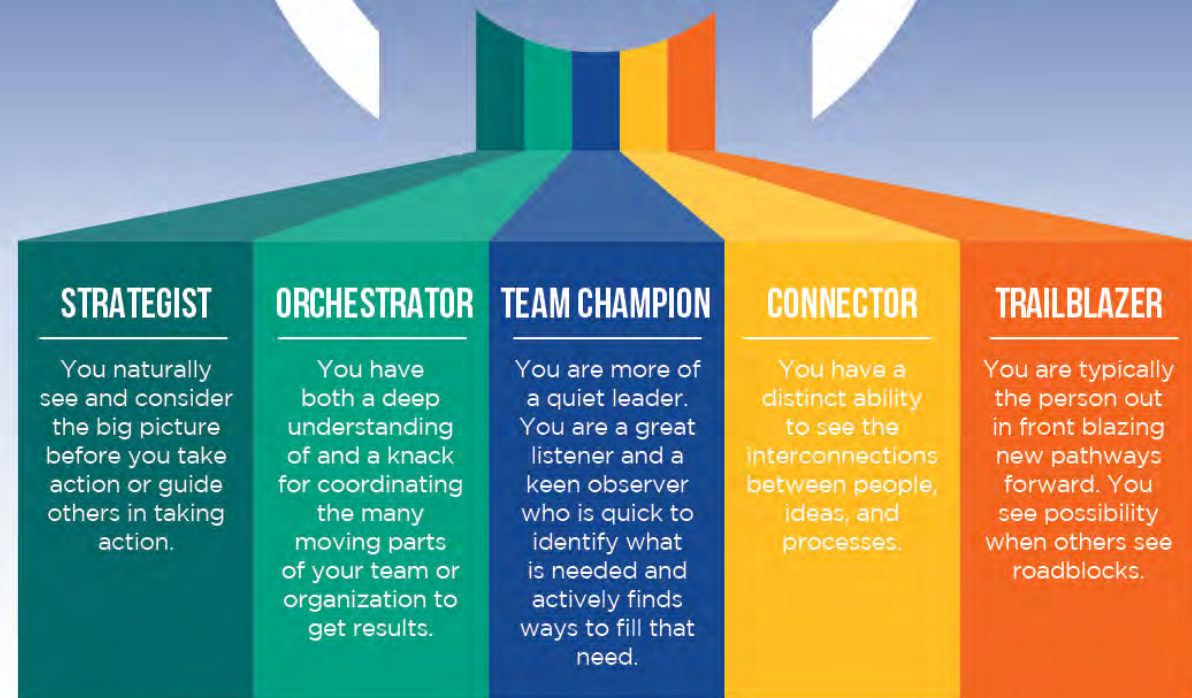 STRATEGIST
You naturally
see and consider
the big picture
before you take
action or guide
others in taking
action.
ORCHESTRATOR
You have
both a deep
understanding
of and a knack
for coordinating
the many
moving parts
of your team or
organization to
get results.
TEAM CHAMPION
You are more of
a quiet leader.
You are a great
listener and a
keen observer
who is quick to
identify what
is needed and
actively finds
ways to fill that
need.
CONNECTOR
You have a
distinct ability
to see the
interconnections
between people,
ideas, and
processes.
TRAILBLAZER
You are typically
the person out
in front blazing
new pathways
forward. You
see possibility
when others see
roadblocks.